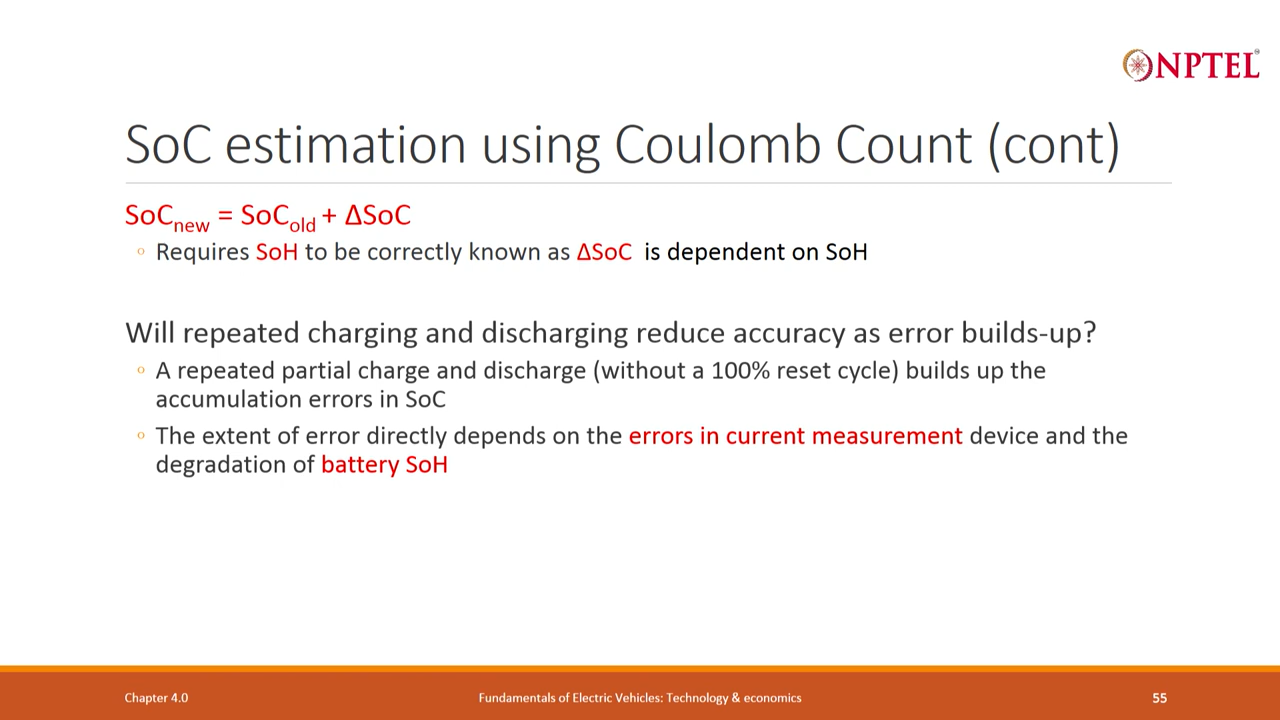 NPTEL
SoC estimation using Coulomb Count (cont)
SoCnew = SoCold + ΔSoC
◦ Requires SoH to be correctly known as ΔSoC is dependent on SoH
Will repeated charging and discharging reduce accuracy as error builds-up?
◦ A repeated partial charge and discharge (without a 100% reset cycle) builds up the
accumulation errors in SoC
◦ The extent of error directly depends on the errors in current measurement device and the
degradation of battery SoH
Chapter 4.0
Fundamentals of Electric Vehicles: Technology & economics
55